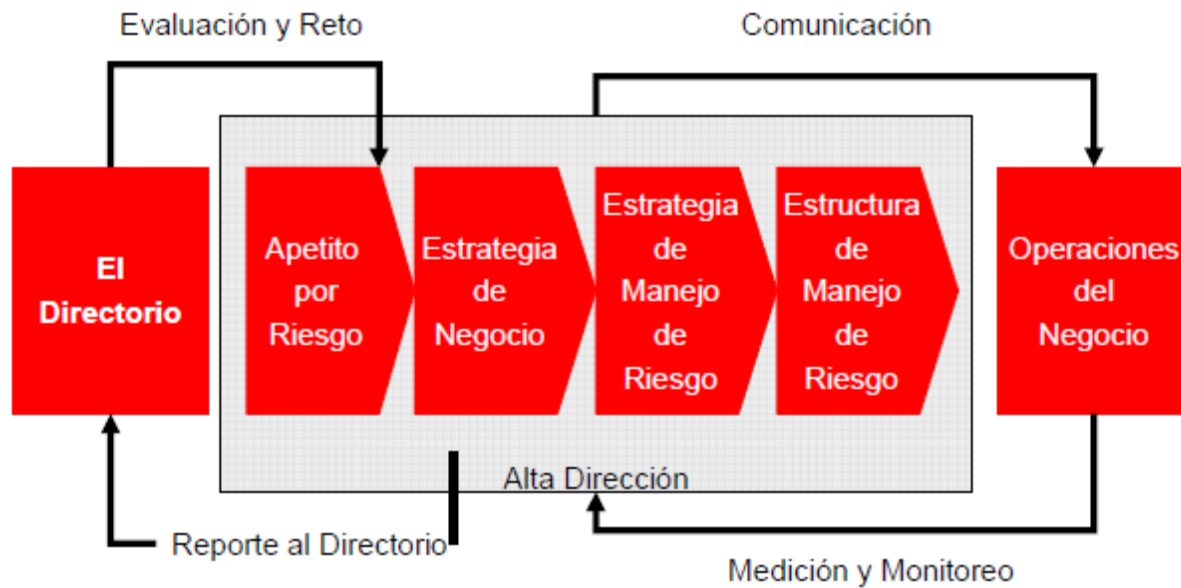 Evaluación y Reto
Comunicación
El
Directorio
Apetito
por
Riesgo
Estrategia
de
Negocio
Estrategia
de
Manejo
de
Riesgo
Estructura
de
Manejo
de
Riesgo
Operaciones
del
Negocio
Alta Dirección
Reporte al Directorio
Medición y Monitoreo